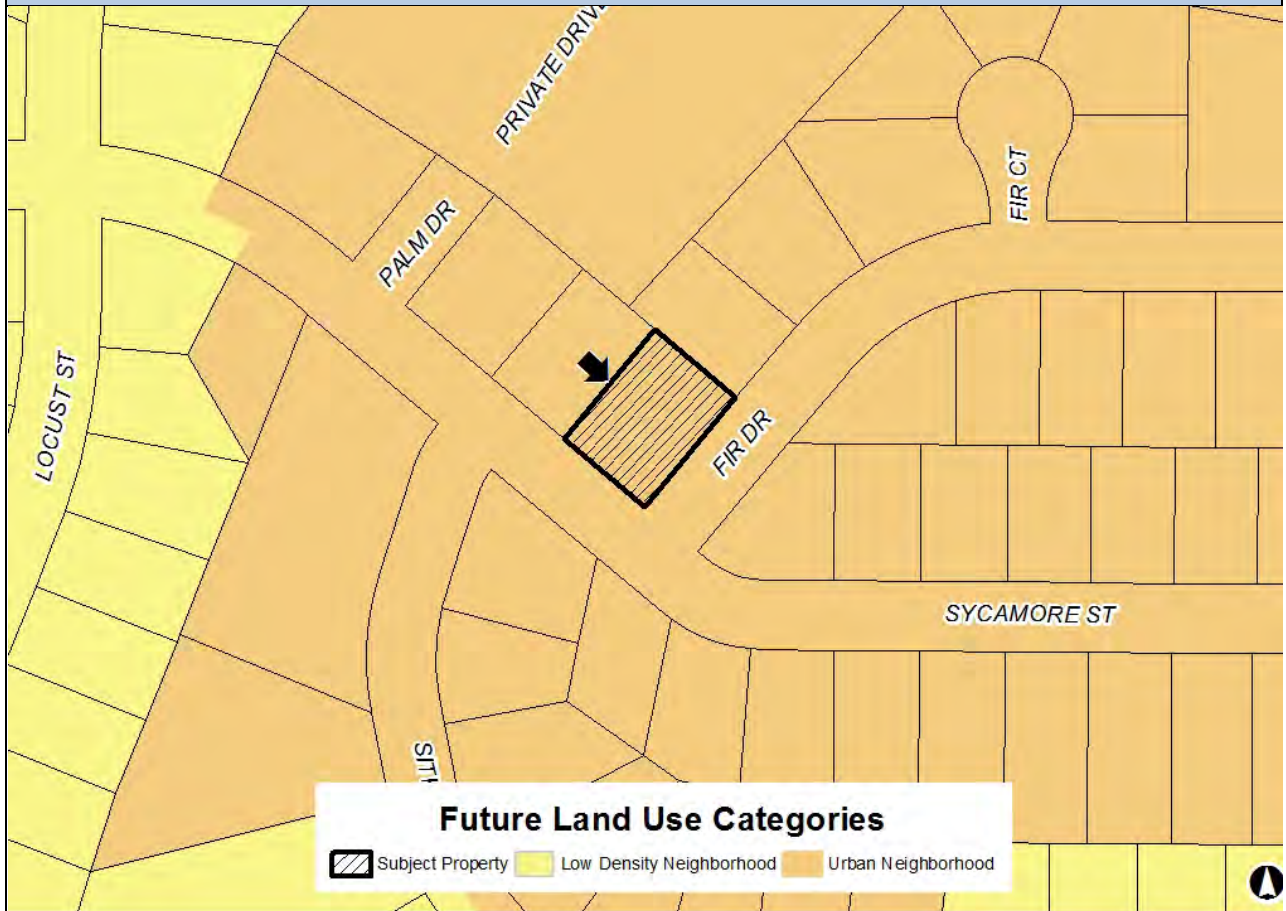 PRIVATE DRIVE
PALM DR
FIR CT
LOCUST ST
FIR DR
SYCAMORE ST
Future Land Use Categories
Subject Property Low Density Neighborhood Urban Neighborhood